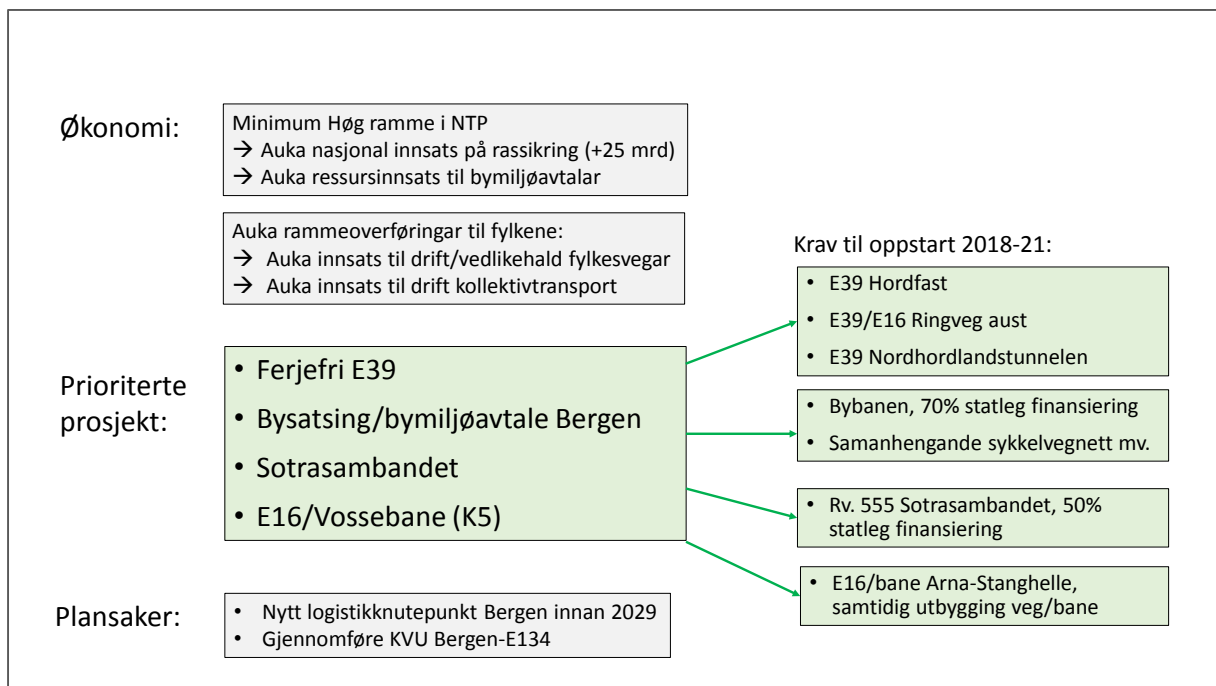 Økonomi:
Minimum Høg ramme i NTP
→ Auka nasjonal innsats på rassikring (+25 mrd)
→ Auka ressursinnsats til bymiljøavtalar
Auka rammeoverføringar til fylkene:
→ Auka innsats til drift/vedlikehald fylkesvegar
→ Auka innsats til drift kollektivtransport
Prioriterte
prosjekt:
• Ferjefri E39
• Bysatsing/bymiljøavtale Bergen
• Sotrasambandet
• E16/Vossebane (K5)
Krav til oppstart 2018-21:
• E39 Hordfast
• E39/E16 Ringveg aust
• E39 Nordhordlandstunnelen
• Bybanen, 70% statleg finansiering
• Samanhengande sykkelvegnett mv.
• Rv. 555 Sotrasambandet, 50%
statleg finansiering
• E16/bane Arna-Stanghelle,
samtidig utbygging veg/bane
Plansaker:
• Nytt logistikknutepunkt Bergen innan 2029
• Gjennomføre KVU Bergen-E134